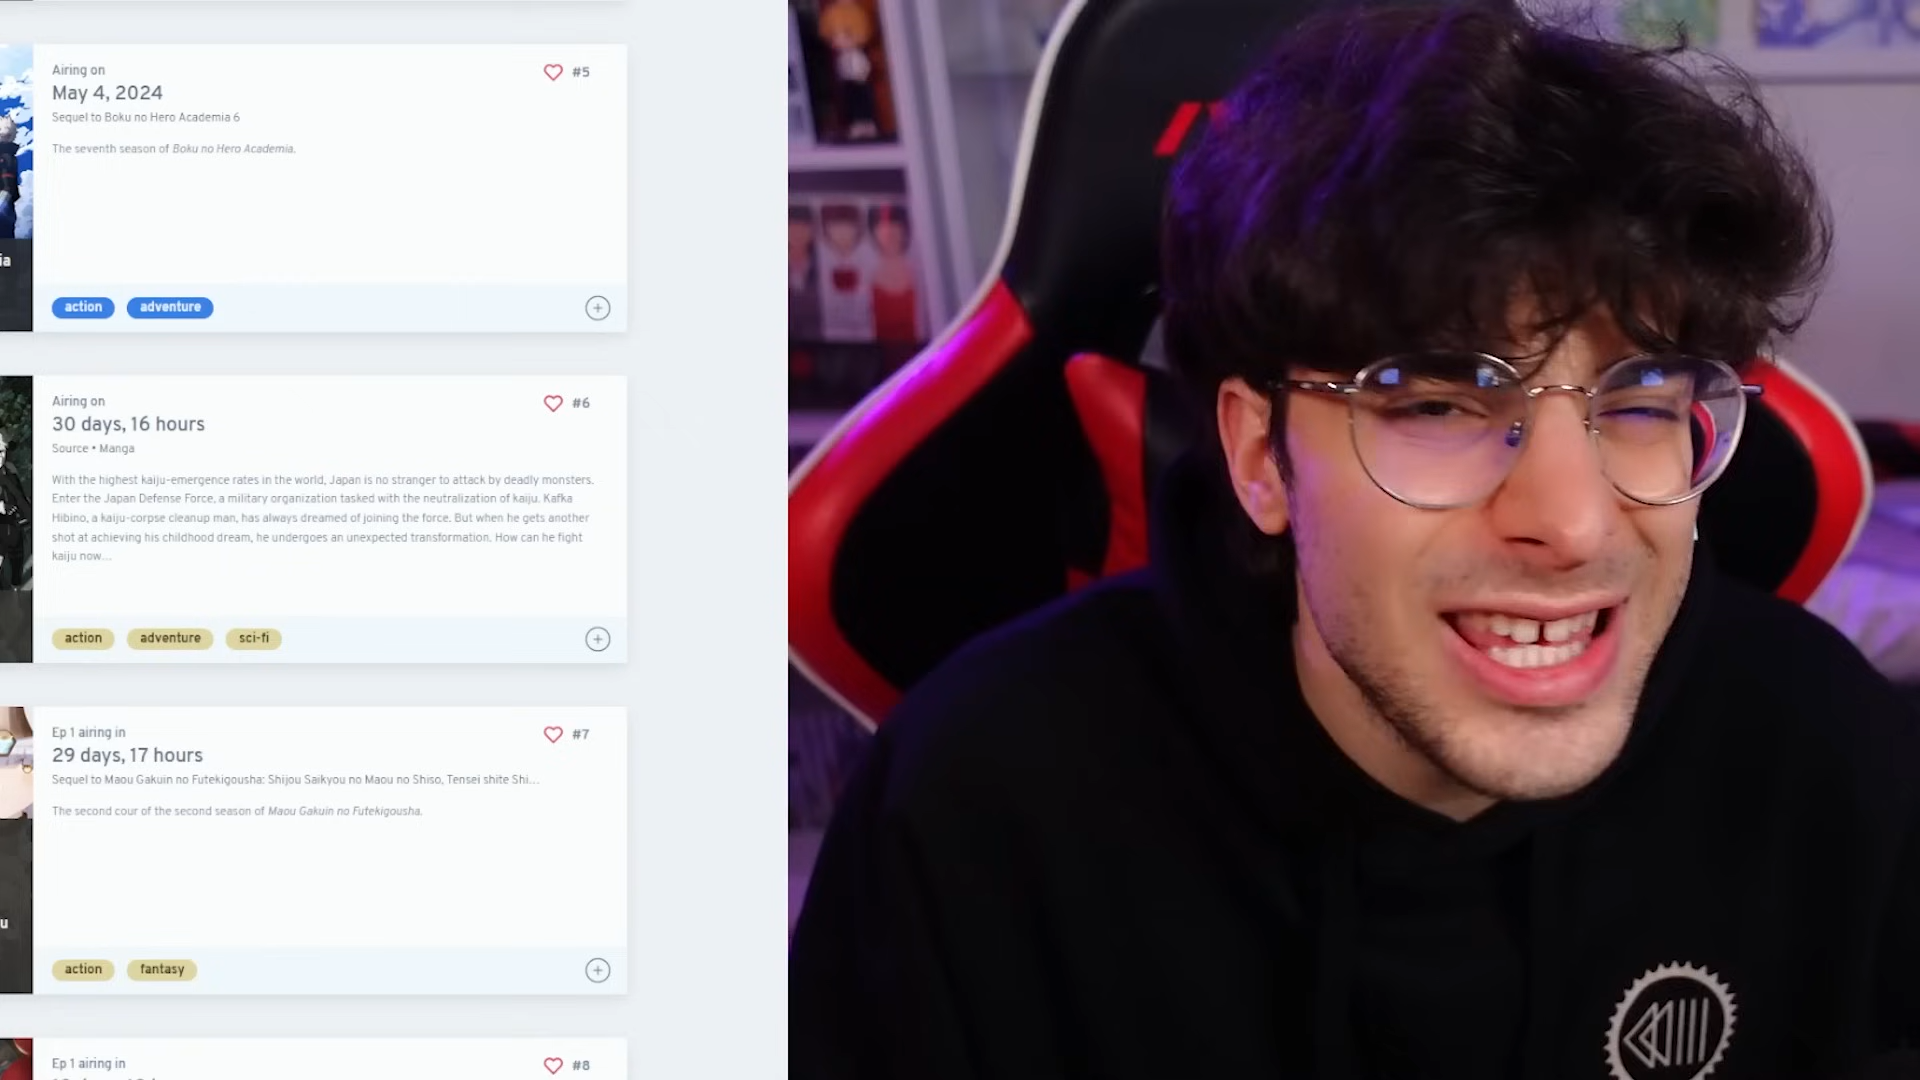 Airing on
#5
May 4, 2024
Sequel to Boku no Hero Academia 6
The seventh season of Boku no Hero Academia.
ia
action
adventure
Airing on
#6
30 days, 16 hours
Source • Manga
With the highest kaiju-emergence rates in the world, Japan is no stranger to attack by deadly monsters.
Enter the Japan Defense Force, a military organization tasked with the neutralization of kaiju. Kafka
Hibino, a kaiju-corpse cleanup man, has always dreamed of joining the force. But when he gets another
shot at achieving his childhood dream, he undergoes an unexpected transformation. How can he fight
kaiju now...
action
adventure
sci-fi
Ep 1 airing in
#7
29 days, 17 hours
Sequel to Maou Gakuin no Futekigousha: Shijou Saikyou no Maou no Shiso, Tensei shite Shi...
The second cour of the second season of Maou Gakuin no Futekigousha.
u
action
fantasy
Ep 1 airing in
#8